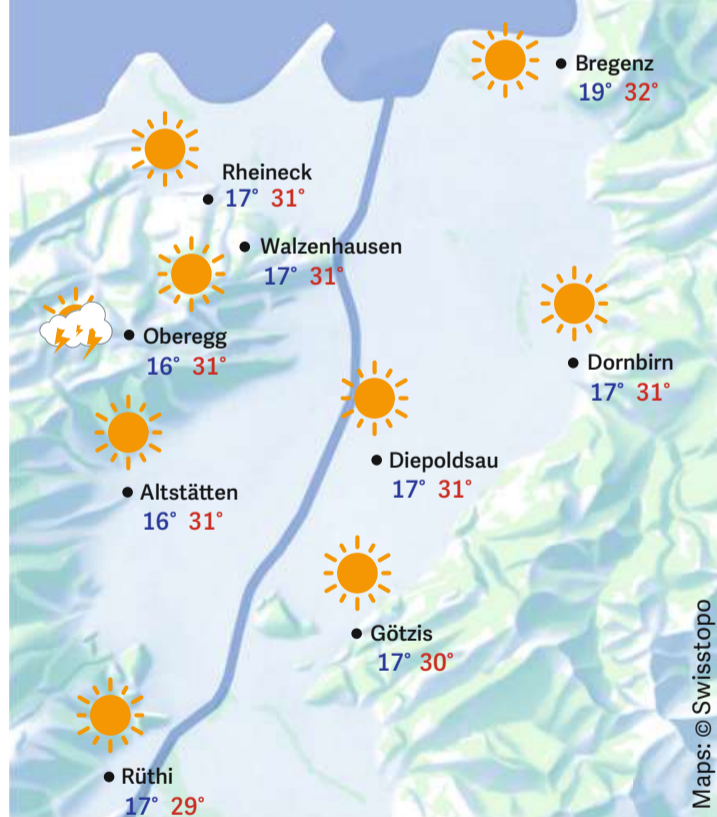 Bregenz
19° 32°
Rheineck
17° 31°
Walzenhausen
17° 31°
Oberegg
16° 31°
Dornbirn
17° 31°
Diepoldsau
17° 31°
Altstätten
16° 31°
Götzis
17° 30°
Rüthi
17° 29°
Maps: © Swisstopo